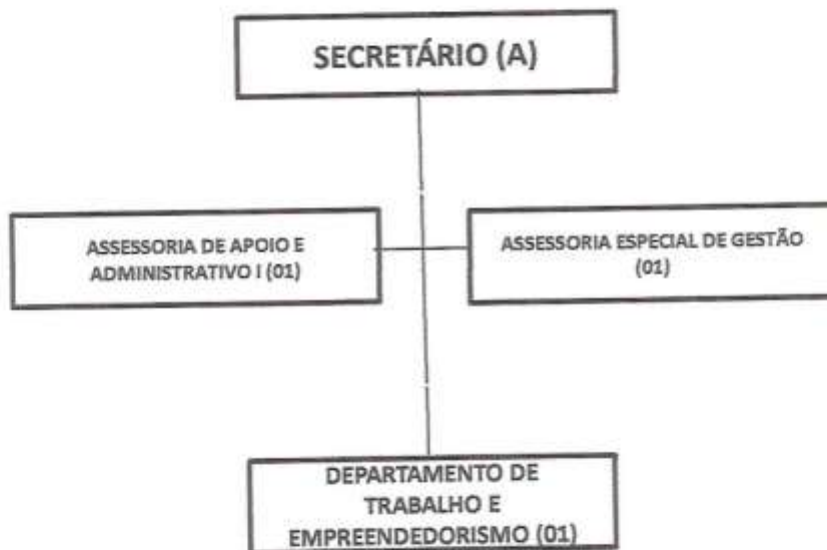 SECRETÁRIO (A)
ASSESSORIA DE APOIO E
ADMINISTRATIVO I (01)
ASSESSORIA ESPECIAL DE GESTÃO
(01)
DEPARTAMENTO DE
TRABALHO E
EMPREENDEDORISMO (01)